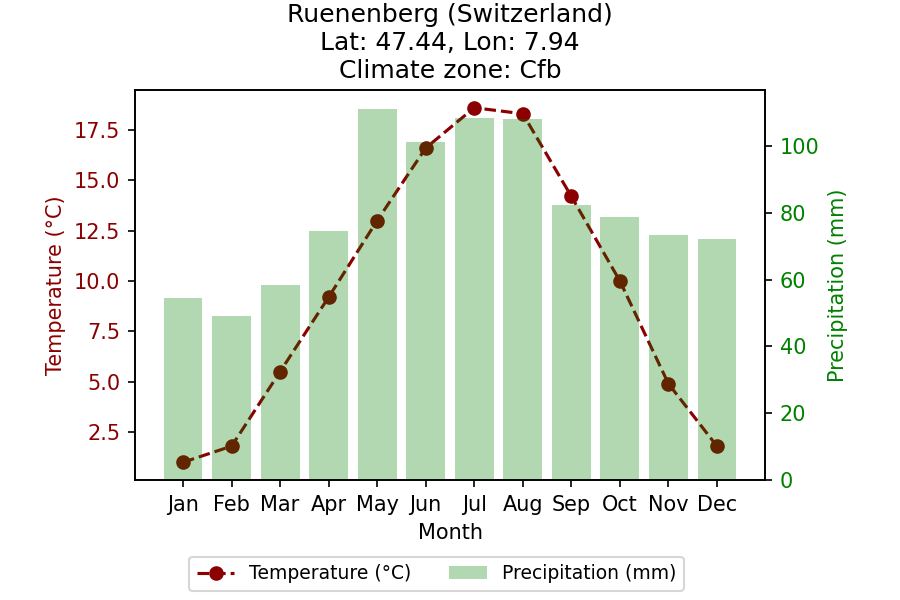 Ruenenberg (Switzerland)
Lat: 47.44, Lon: 7.94
Climate zone: Cfb
Temperature (°C)
17.5
15.0
12.5
10.0
7.5
5.0
2.5
100
80
60
40
20
0
Precipitation (mm)
Jan Feb Mar Apr May Jun Jul Aug Sep Oct Nov Dec
Month
Temperature (°C) Precipitation (mm)